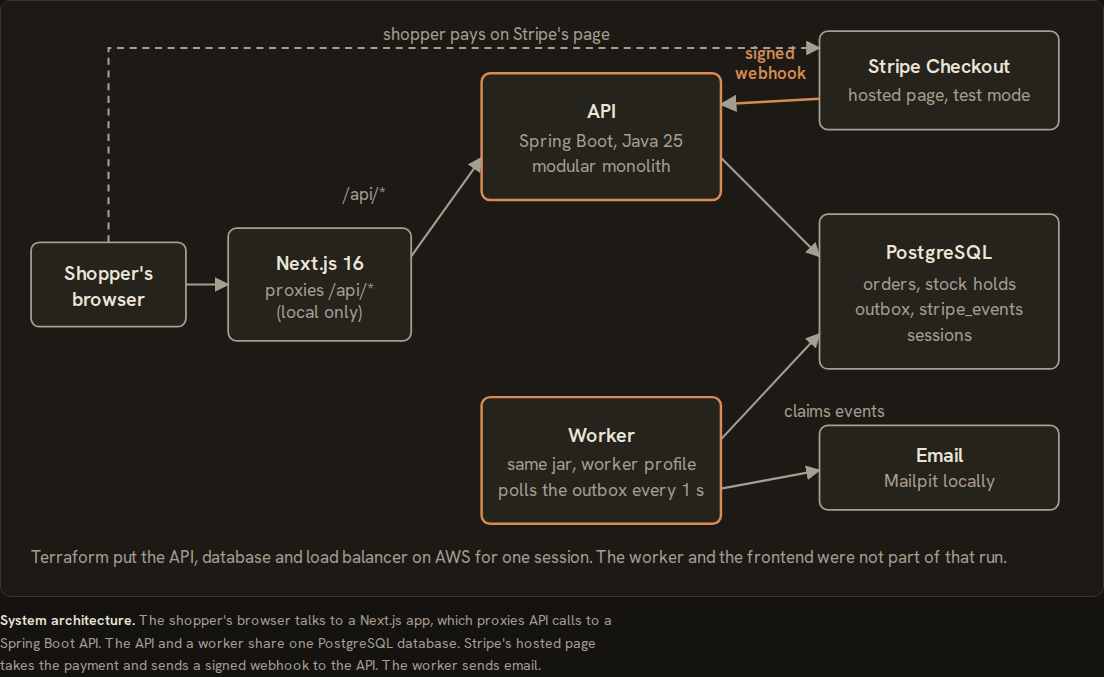 shopper pays on Stripe's page
signed
webhook
Stripe Checkout
hosted page, test mode
API
Spring Boot, Java 25
modular monolith
/api/*
Shopper's
browser
Next.js 16
proxies /api/*
(local only)
PostgreSQL
orders, stock holds
outbox, stripe_events
sessions
Worker
same jar, worker profile
polls the outbox every 1 s
claims events
Email
Mailpit locally
Terraform put the API, database and load balancer on AWS for one session. The worker and the frontend were not part of that run.
System architecture. The shopper's browser talks to a Next.js app, which proxies API calls to a
Spring Boot API. The API and a worker share one PostgreSQL database. Stripe's hosted page
takes the payment and sends a signed webhook to the API. The worker sends email.